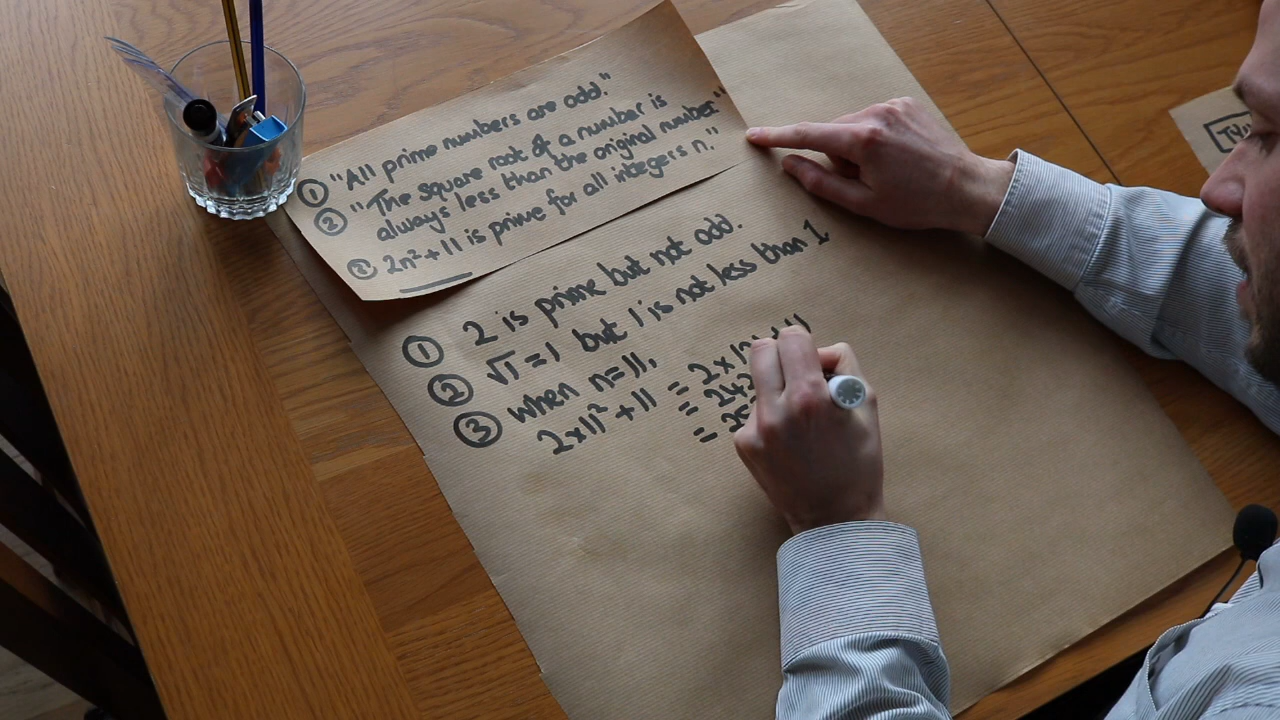 ① "All prime numbers are odd."
② "The square root of a number is
always less than the original number."
② 2n²+11 is prime for all integers n."
① 2 is prime but not odd.
② √1 = 1 but 1 is not less than 1
③ when n=11,
2×11² + 11 = 2×
=
=